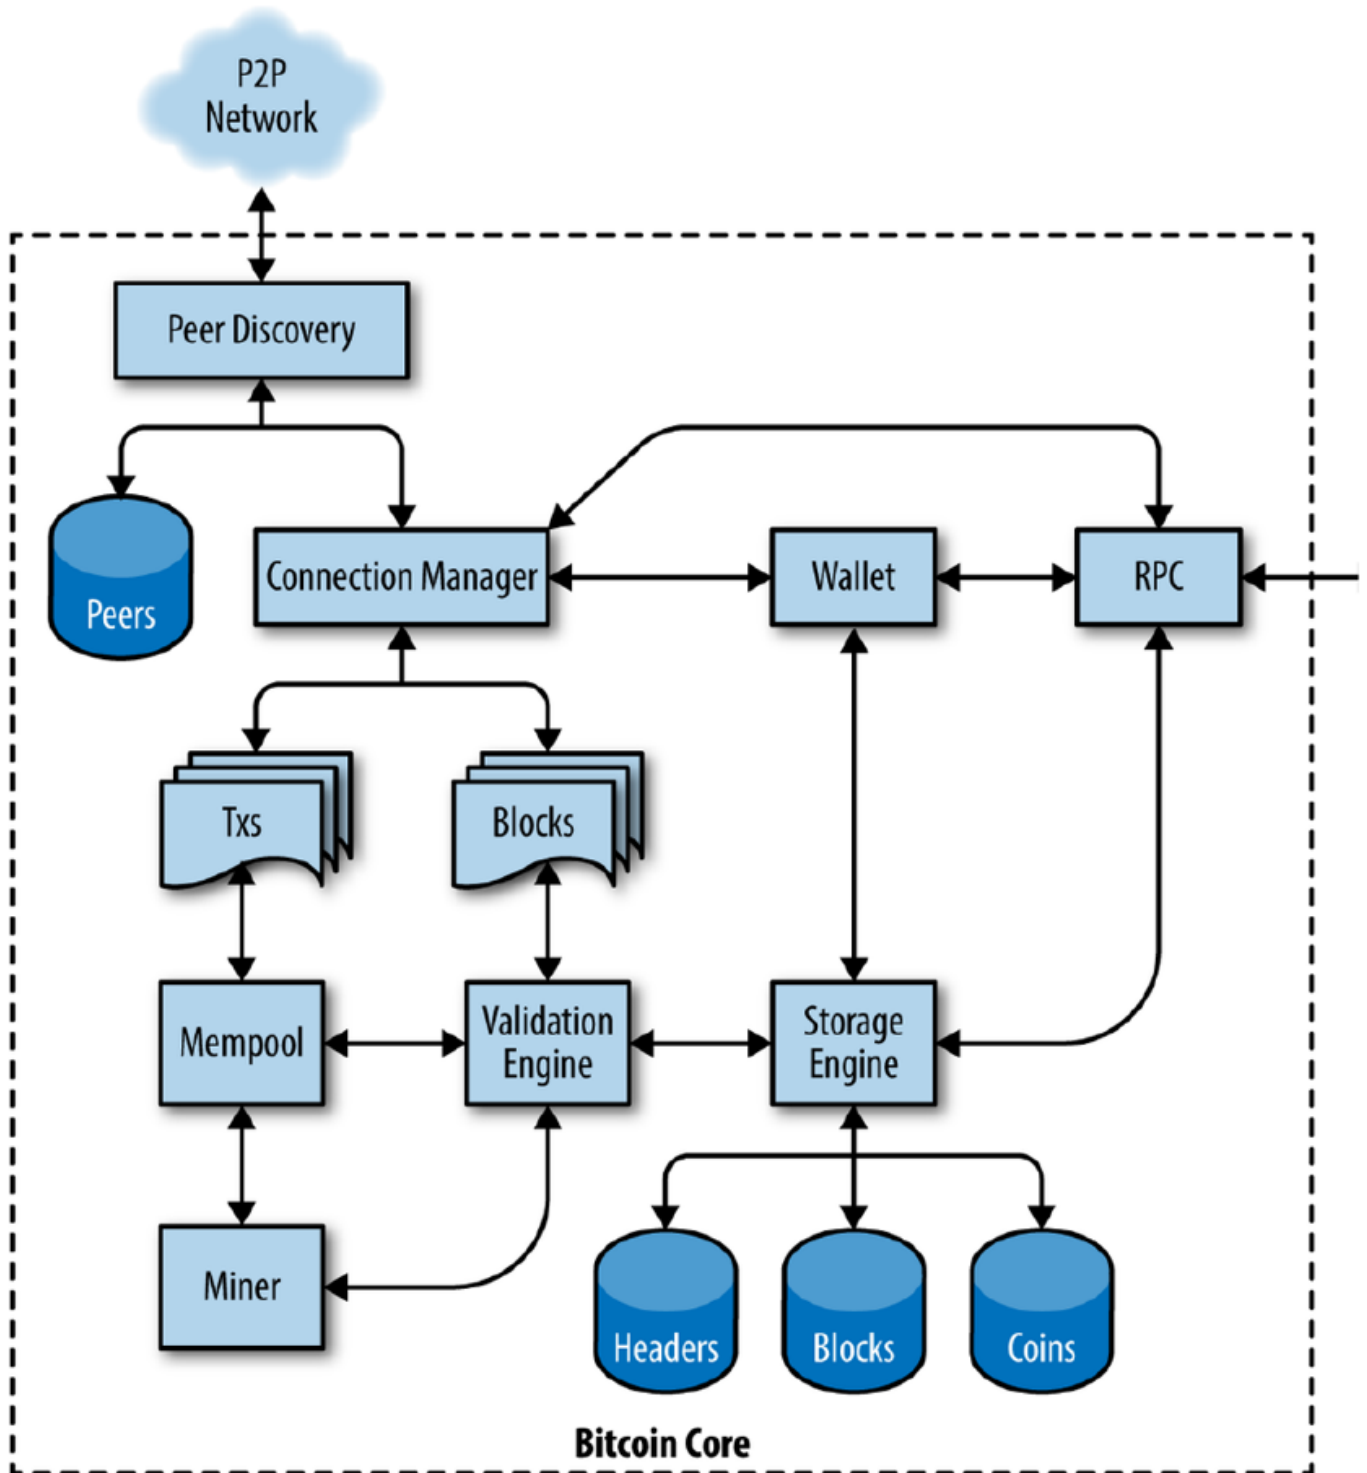 P2P
Network
Peer Discovery
Peers
Connection Manager
Wallet
RPC
Txs
Blocks
Mempool
Validation
Engine
Storage
Engine
Miner
Headers
Blocks
Coins
Bitcoin Core